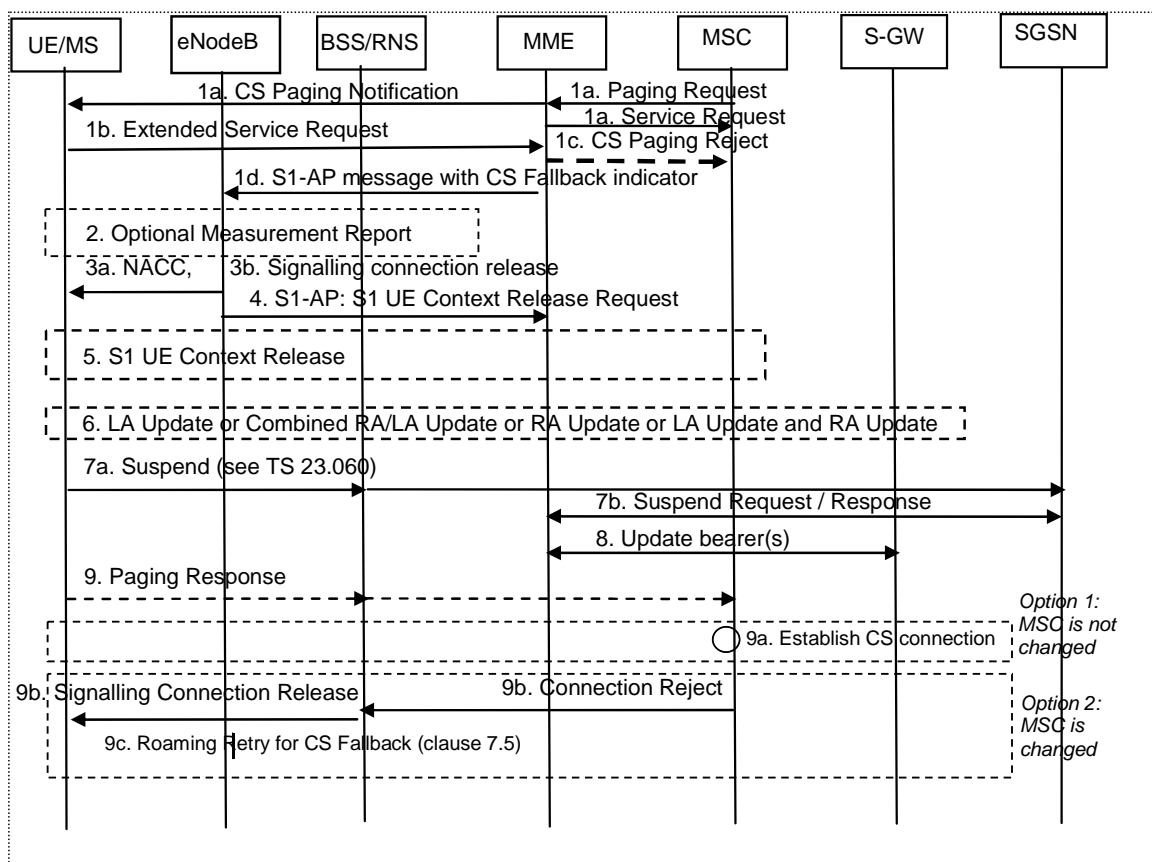 UE/MS
eNodeB
BSS/RNS
MME
MSC
S-GW
SGSN
1a. CS Paging Notification
1a. Paging Request
1a. Service Request
1b. Extended Service Request
1c. CS Paging Reject
1d. S1-AP message with CS Fallback indicator
2. Optional Measurement Report
3a. NACC,
3b. Signalling connection release
4. S1-AP: S1 UE Context Release Request
5. S1 UE Context Release
6. LA Update or Combined RA/LA Update or RA Update or LA Update and RA Update
7a. Suspend (see TS 23.060)
7b. Suspend Request / Response
8. Update bearer(s)
9. Paging Response
Option 1:
MSC is not
changed
9a. Establish CS connection
9b. Signalling Connection Release
9b. Connection Reject
Option 2:
MSC is
changed
9c. Roaming Retry for CS Fallback (clause 7.5)